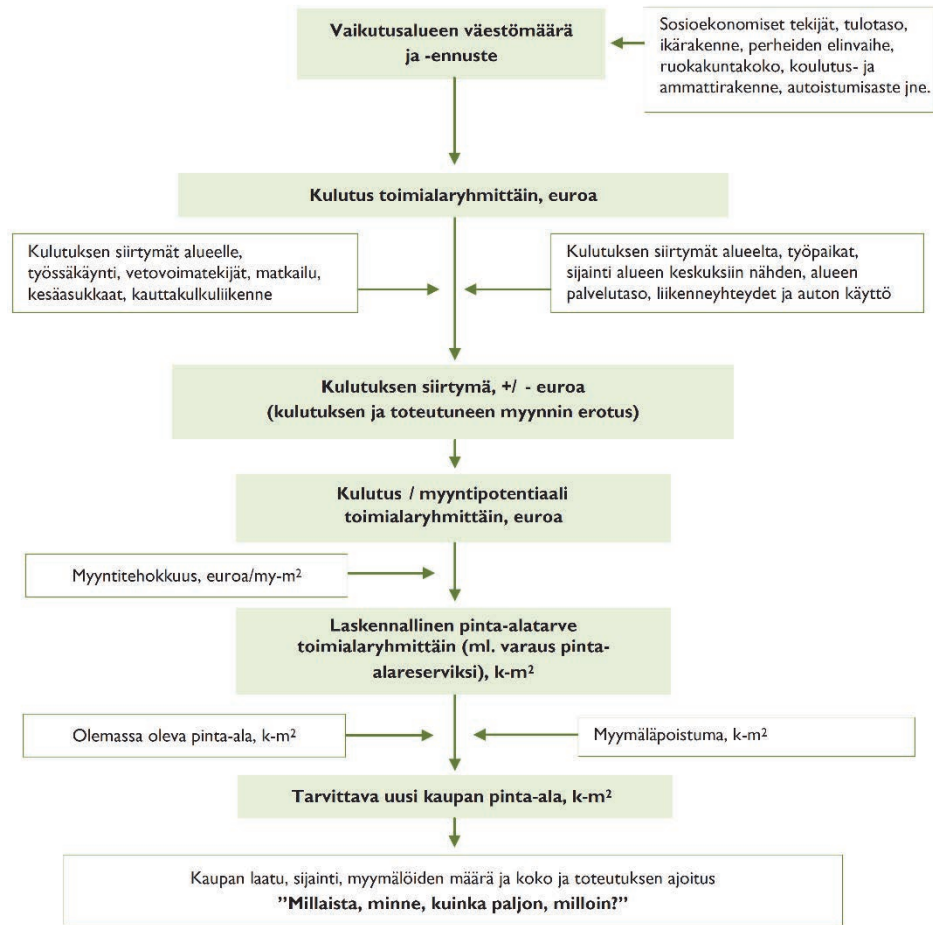 Vaikutusalueen väestömäärä
ja -ennuste
Sosioekonomiset tekijät, tulotaso,
ikärakenne, perheiden elinvaihe,
ruokakuntakoko, koulutus- ja
ammattirakenne, autoistumisaste jne.
Kulutus toimialaryhmittäin, euroa
Kulutuksen siirtymät alueelle,
työssäkäynti, vetovoimatekijät, matkailu,
kesäasukkaat, kauttakulkuliikenne
Kulutuksen siirtymät alueelta, työpaikat,
sijainti alueen keskuksiin nähden, alueen
palvelutaso, liikenneyhteydet ja auton käyttö
Kulutuksen siirtymä, +/ - euroa
(kulutuksen ja toteutuneen myynnin erotus)
Kulutus / myyntipotentiaali
toimialaryhmittäin, euroa
Myyntitehokkuus, euroa/my-m²
Laskennallinen pinta-alatarve
toimialaryhmittäin (ml. varaus pinta-
alareserviksi), k-m²
Olemassa oleva pinta-ala, k-m²
Myymäläpoistuma, k-m²
Tarvittava uusi kaupan pinta-ala, k-m²
Kaupan laatu, sijainti, myymälöiden määrä ja koko ja toteutuksen ajoitus
”Millaista, minne, kuinka paljon, milloin?”